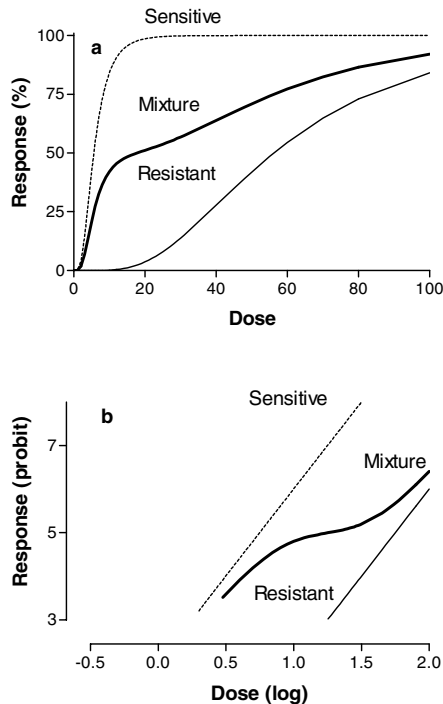 Sensitive
100
a
75
Mixture
50
Resistant
25
0
0 20 40 60 80 100
Response (%)
Dose
b
Sensitive
7
Mixture
5
Resistant
3
-0.5 0.0 0.5 1.0 1.5 2.0
Response (probit)
Dose (log)